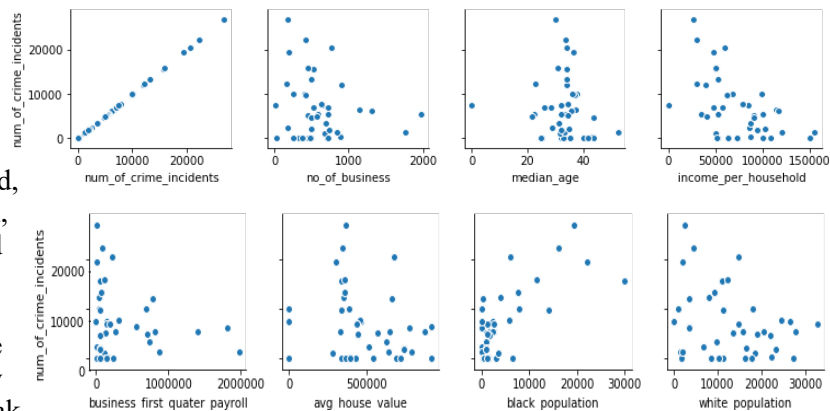 num_of_crime_incidents
20000
10000
0
0 10000 20000
num_of_crime_incidents
0 1000 2000
no_of_business
0 20 40
median_age
0 50000 100000 150000
income_per_household
d,
,
num_of_crime_incidents
20000
10000
0
0 1000000 2000000
business first quater payroll
500000
avg house value
0 10000 20000 30000
black population
0 10000 20000 30000
white population